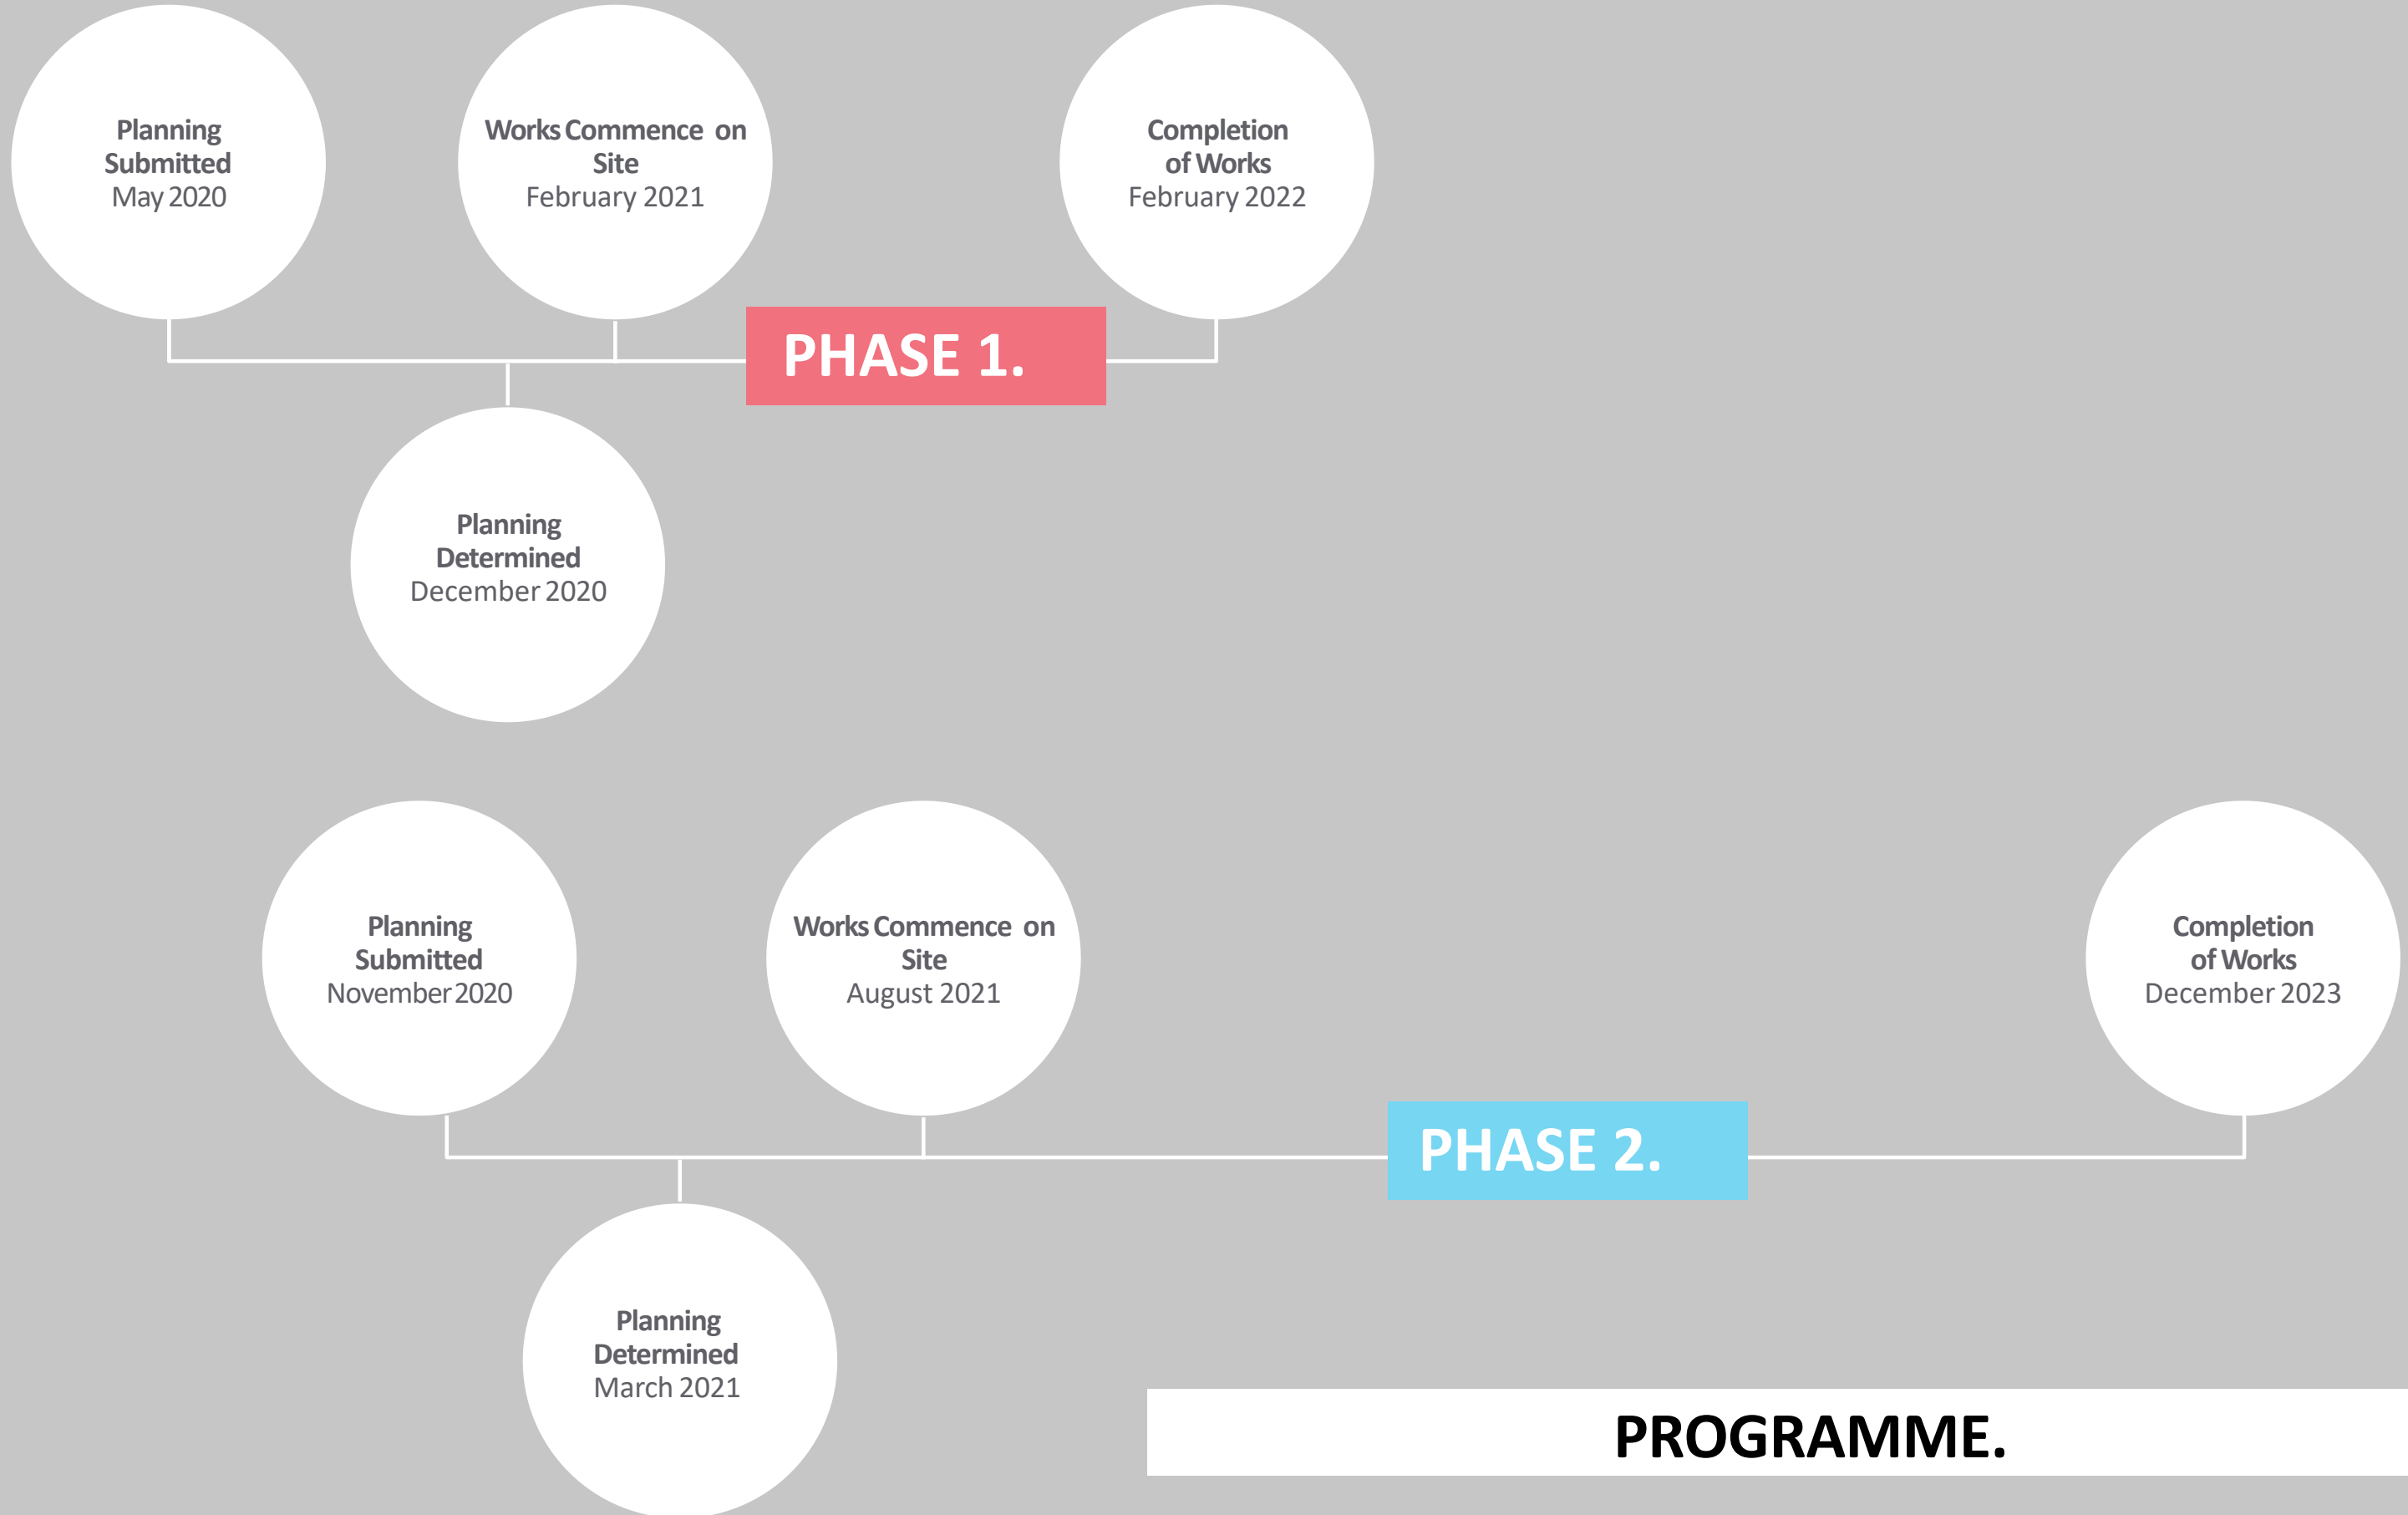 Planning
Submitted
May 2020
Works Commence on
Site
February 2021
Completion
of Works
February 2022
PHASE 1.
Planning
Determined
December 2020
Planning
Submitted
November 2020
Works Commence on
Site
August 2021
Completion
of Works
December 2023
PHASE 2.
Planning
Determined
March 2021
PROGRAMME.